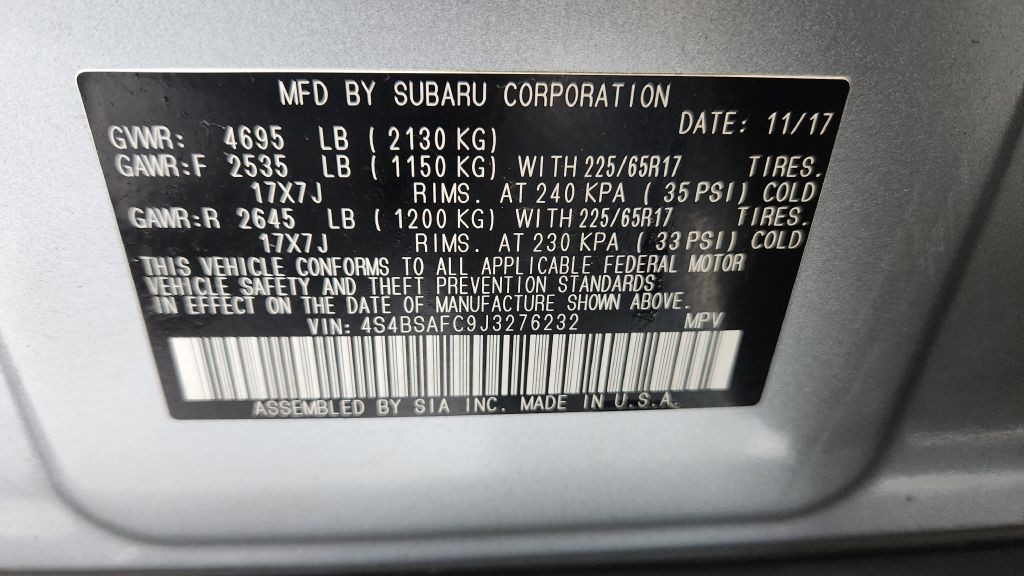 MFD BY SUBARU CORPORATION
DATE: 11/17
GVWR: 4695 LB (2130 KG)
GAWR:F 2535 LB (1150 KG) WITH 225/65R17 TIRES.
17X7J RIMS. AT 240 KPA (35 PSI) COLD
GAWR:R 2645 LB (1200 KG) WITH 225/65R17 TIRES.
17X7J RIMS. AT 230 KPA (33 PSI) COLD
THIS VEHICLE CONFORMS TO ALL APPLICABLE FEDERAL MOTOR
VEHICLE SAFETY AND THEFT PREVENTION STANDARDS
IN EFFECT ON THE DATE OF MANUFACTURE SHOWN ABOVE.
VIN: 4S4BSAFC9J3276232 MPV
ASSEMBLED BY SIA INC. MADE IN U.S.A.